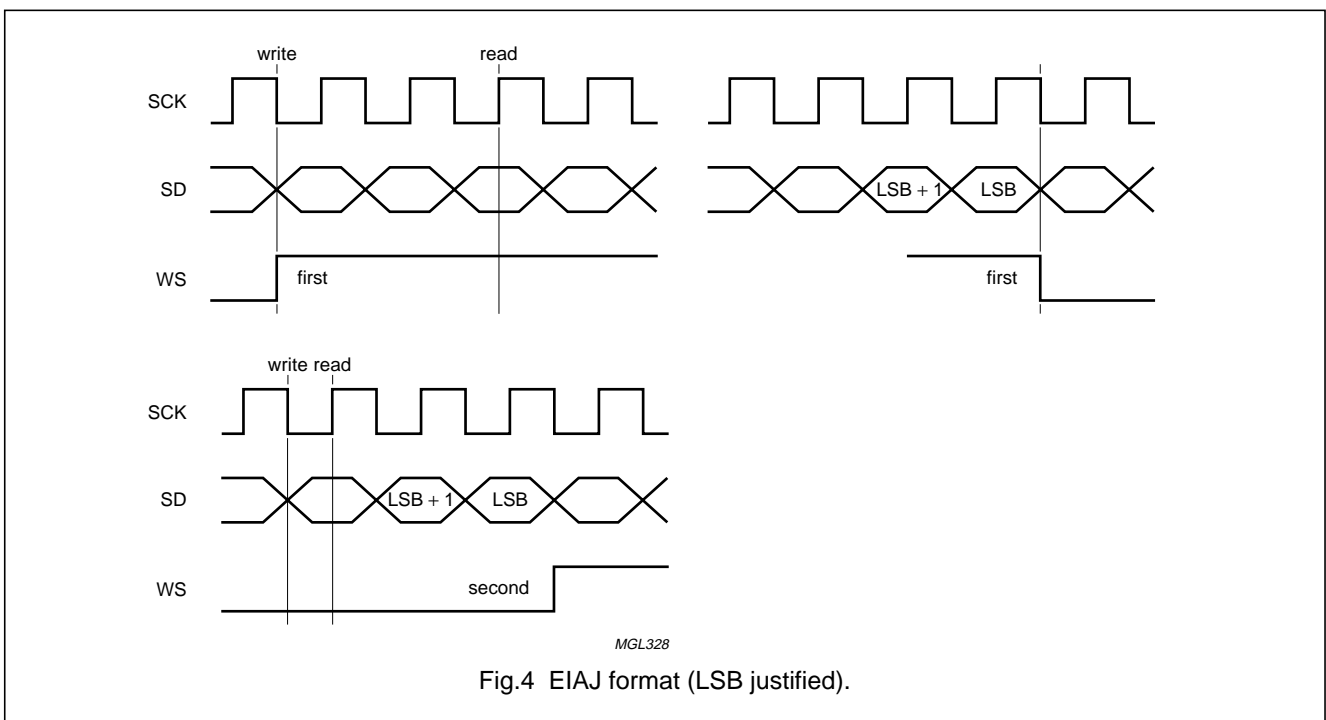 write read
SCK
SD LSB + 1 LSB
WS first first
write read
SCK
SD LSB + 1 LSB
WS second
MGL328
Fig.4 EIAJ format (LSB justified).